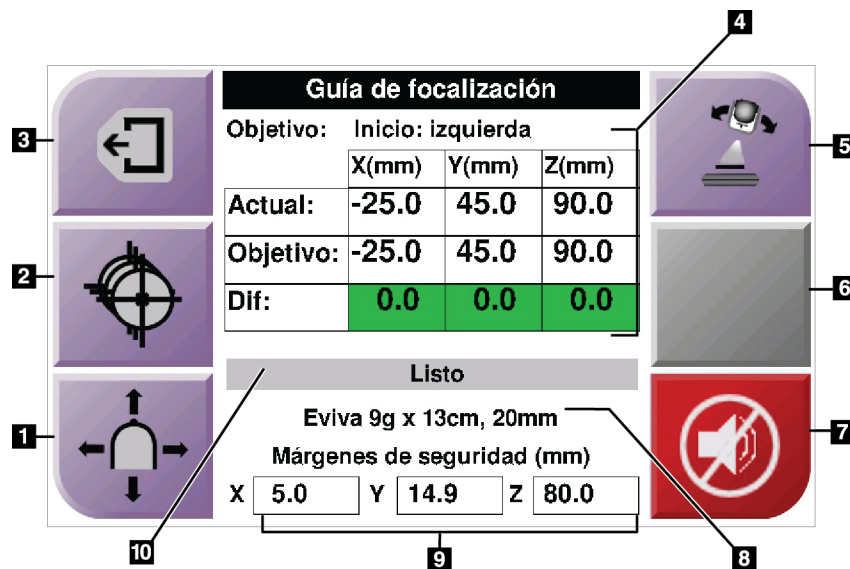 4
Guía de focalización
3
Objetivo: Inicio: izquierda
5
X(mm) Y(mm) Z(mm)
Actual: -25.0 45.0 90.0
Objetivo: -25.0 45.0 90.0
2
6
Dif: 0.0 0.0 0.0
Listo
Eviva 9g x 13cm, 20mm
1
7
Márgenes de seguridad (mm)
X 5.0 Y 14.9 Z 80.0
10
9
8